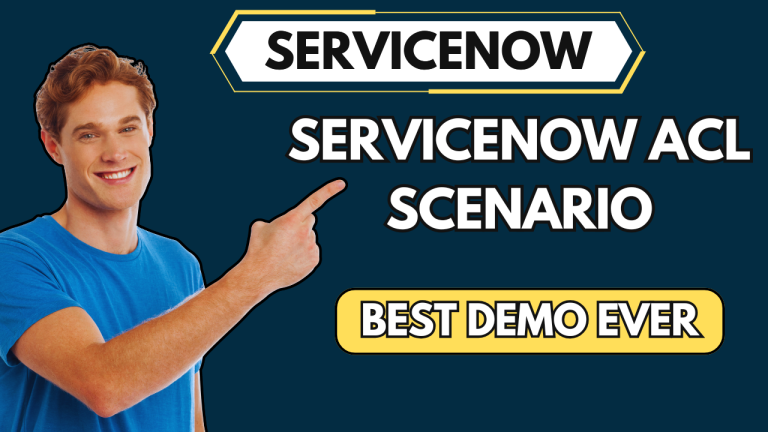 SERVICENOW
SERVICENOW ACL
SCENARIO
BEST DEMO EVER